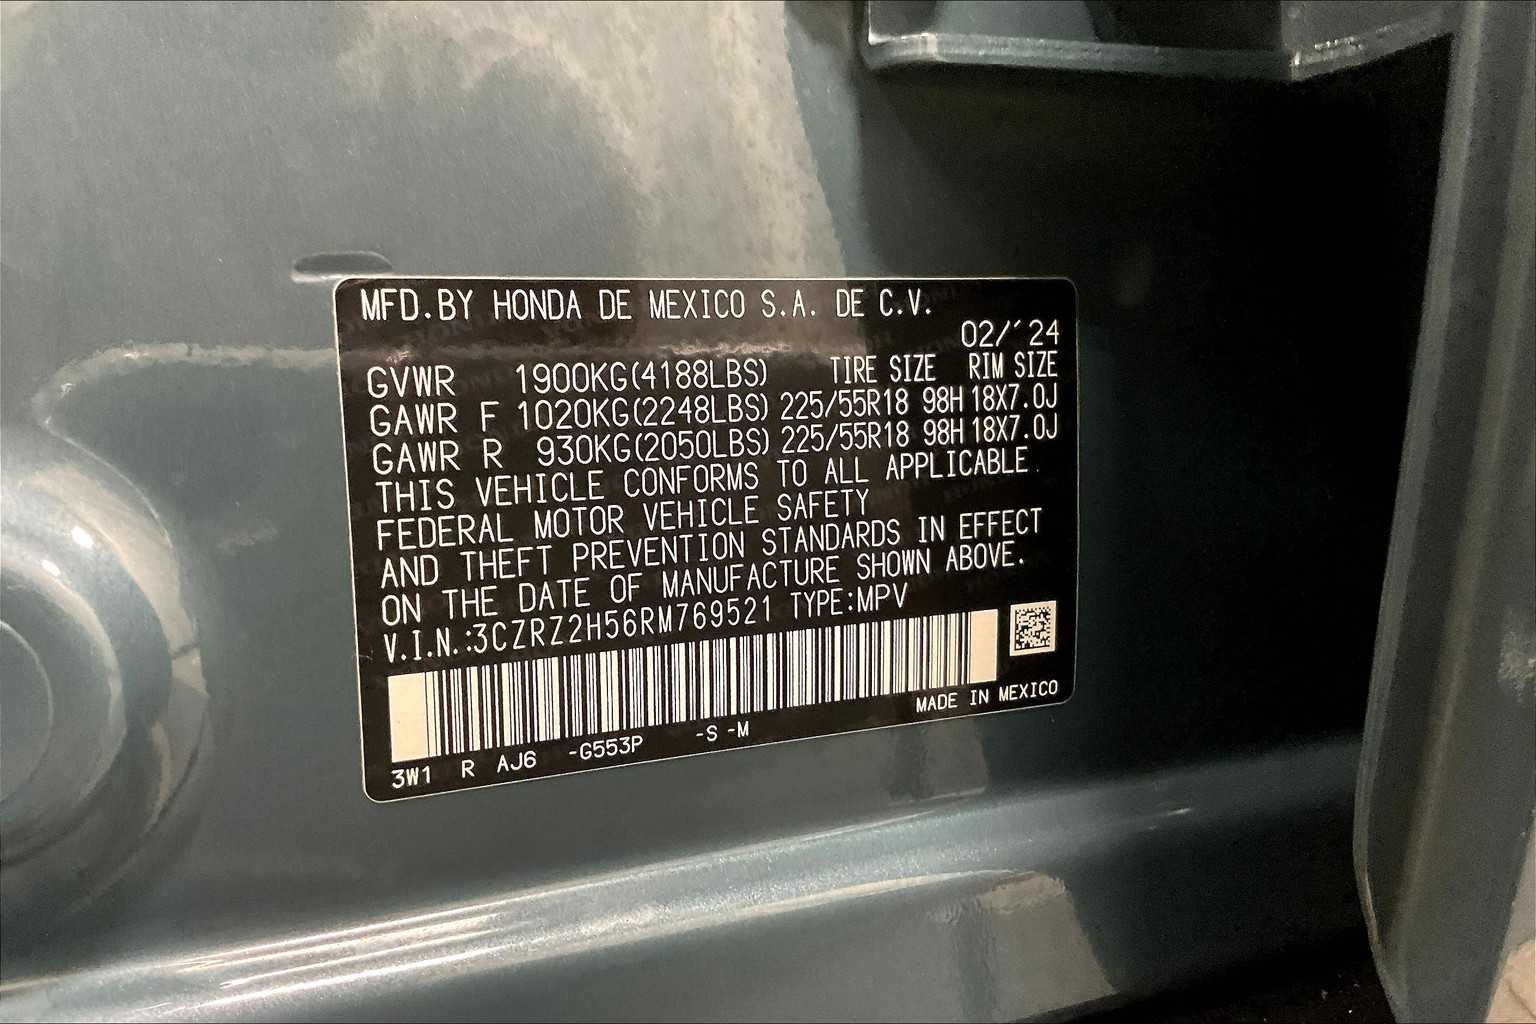 MFD.BY HONDA DE MEXICO S.A. DE C.V.
02/´24
GVWR 1900KG(4188LBS) TIRE SIZE RIM SIZE
GAWR F 1020KG(2248LBS) 225/55R18 98H 18X7.0J
GAWR R 930KG(2050LBS) 225/55R18 98H 18X7.0J
THIS VEHICLE CONFORMS TO ALL APPLICABLE
FEDERAL MOTOR VEHICLE SAFETY
AND THEFT PREVENTION STANDARDS IN EFFECT
ON THE DATE OF MANUFACTURE SHOWN ABOVE.
V.I.N.:3CZRZ2H56RM769521 TYPE:MPV
MADE IN MEXICO
3W1 R AJ6 -G553P -S -M